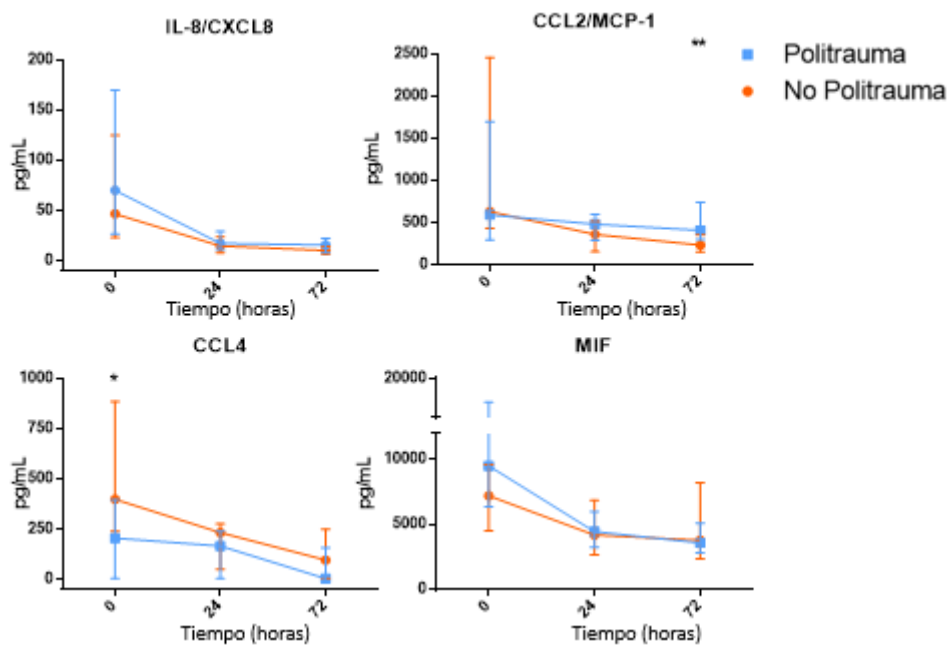 IL-8/CXCL8
200
150
100
50
0
pg/mL
0
24
72
Tiempo (horas)
CCL2/MCP-1
**
2500
2000
1500
1000
500
0
pg/mL
0
24
72
Tiempo (horas)
Politrauma
No Politrauma
CCL4
*
1000
750
500
250
0
pg/mL
0
24
72
Tiempo (horas)
MIF
20000
10000
5000
0
pg/mL
0
24
72
Tiempo (horas)